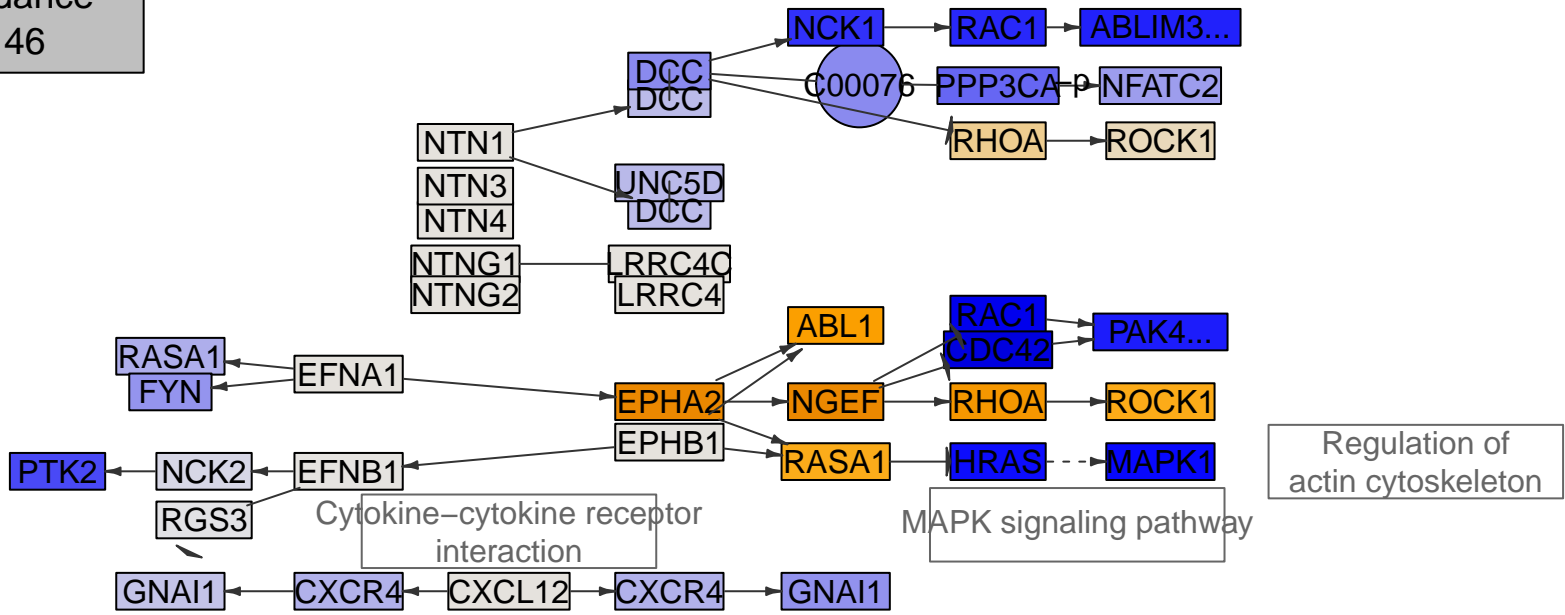 46
NCK1
RAC1
ABLIM3...
DCC
DCC
C00076
PPP3CA
-p
NFATC2
NTN1
RHOA
ROCK1
NTN3
NTN4
UNC5D
DCC
NTNG1
NTNG2
LRRC4C
LRRC4
ABL1
RAC1
CDC42
PAK4...
RASA1
FYN
EFNA1
EPHA2
EPHB1
NGEF
RHOA
ROCK1
PTK2
NCK2
EFNB1
RASA1
HRAS
MAPK1
Regulation of
actin cytoskeleton
RGS3
Cytokine–cytokine receptor
interaction
MAPK signaling pathway
GNAI1
CXCR4
CXCL12
CXCR4
GNAI1